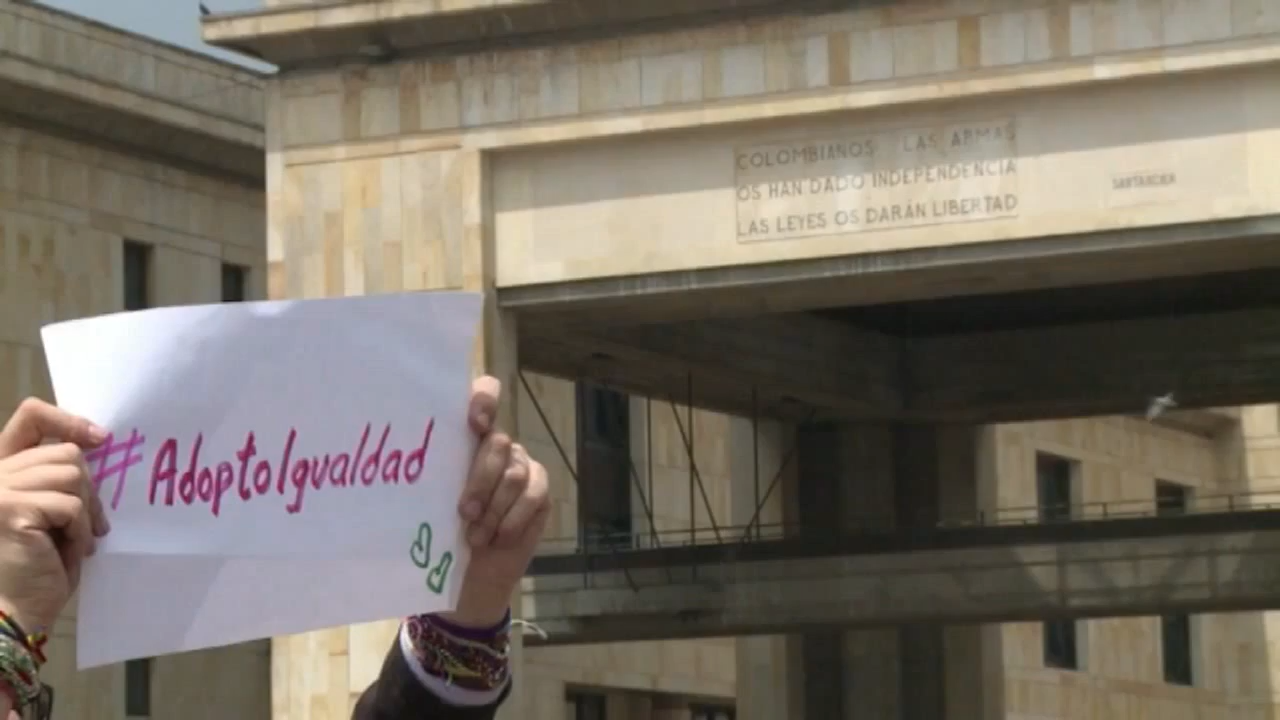 COLOMBIANOS LAS ARMAS
OS HAN DADO INDEPENDENCIA
LAS LEYES OS DARÁN LIBERTAD
SANTANDER
#AdoptoIgualdad